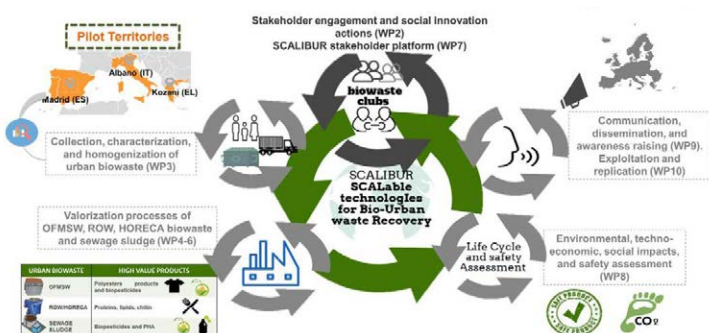 Pilot Territories
Albano (IT)
Kozani (EL)
Madrid (ES)
Stakeholder engagement and social innovation
actions (WP2)
SCALIBUR stakeholder platform (WP7)
biowaste
clubs
Collection, characterization,
and homogenization of
urban biowaste (WP3)
Communication,
dissemination, and
awareness raising (WP9).
Exploitation and
replication (WP10)
SCALIBUR
SCALable
technologIes
for Bio-Urban
waste Recovery
Valorization processes of
OFMSW, ROW, HORECA biowaste
and sewage sludge (WP4-6)
Life Cycle
and safety
Assessment
Environmental, techno-
economic, social impacts,
and safety assessment
(WP8)
URBAN BIOWASTE HIGH VALUE PRODUCTS
OFMSW Polyesters products
and biopesticides
ROW/HORECA Proteins, lipids, chitin
SEWAGE
SLUDGE Biopesticides and PHA
SAFE PRODUCT
CO2